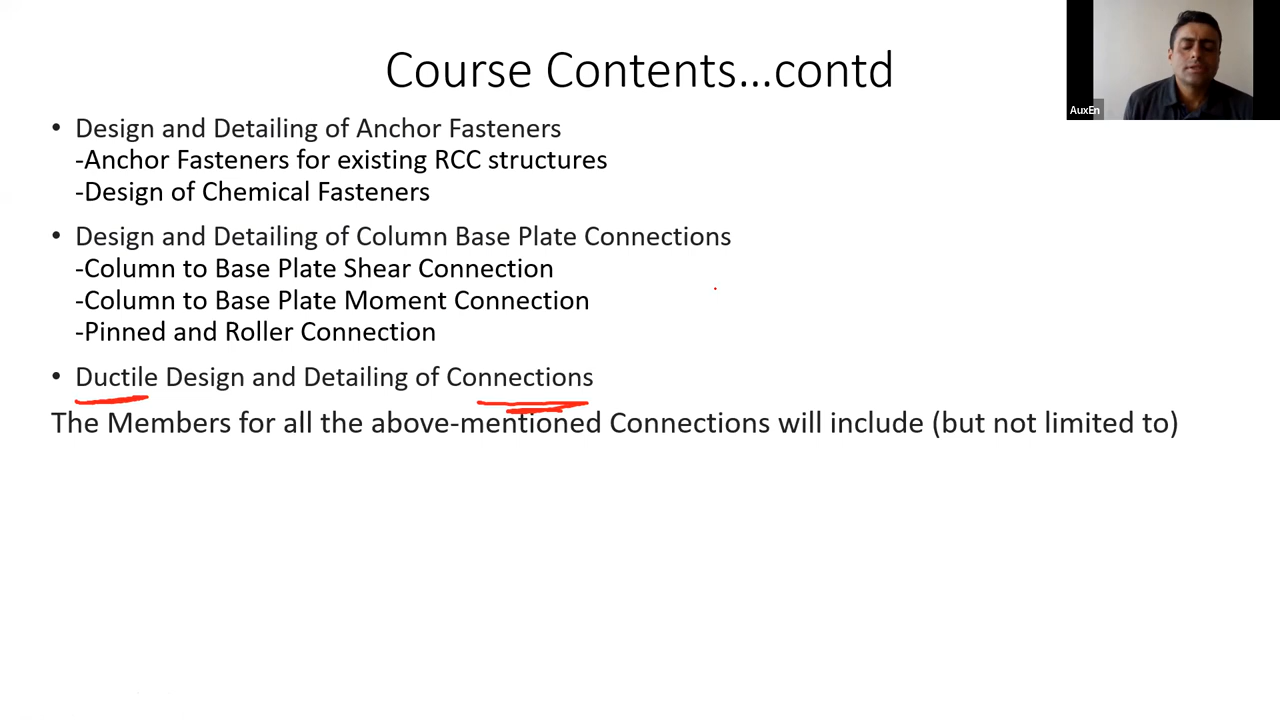 Course Contents...contd
AuxEn
• Design and Detailing of Anchor Fasteners
-Anchor Fasteners for existing RCC structures
-Design of Chemical Fasteners
• Design and Detailing of Column Base Plate Connections
-Column to Base Plate Shear Connection
-Column to Base Plate Moment Connection
-Pinned and Roller Connection
• Ductile Design and Detailing of Connections
The Members for all the above-mentioned Connections will include (but not limited to)